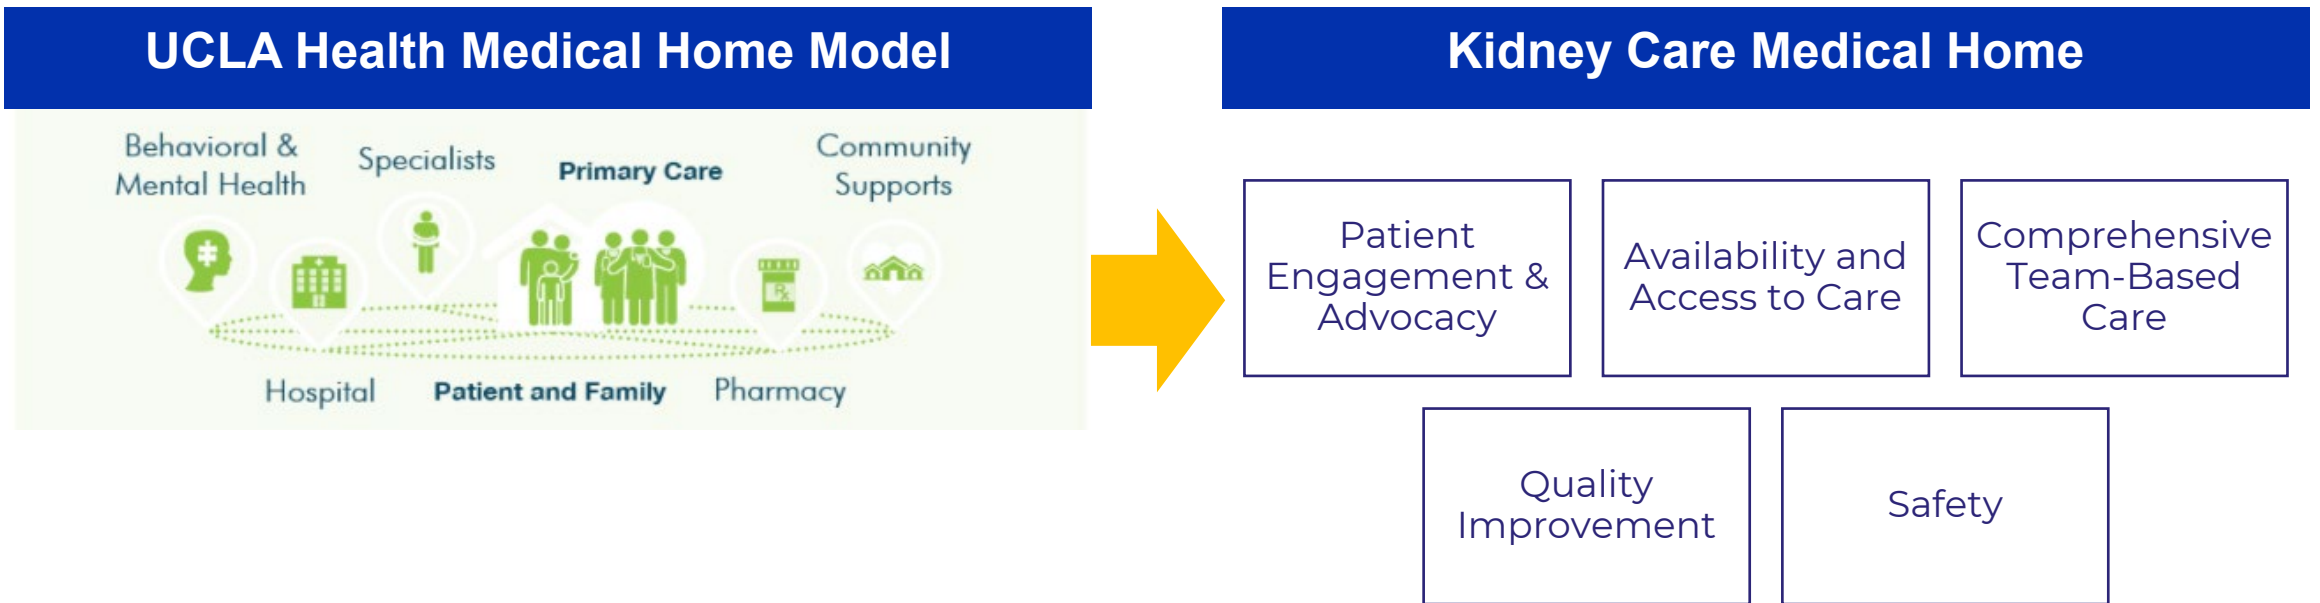 UCLA Health Medical Home Model
Behavioral &
Mental Health
Specialists
Primary Care
Community
Supports
Rx
Hospital
Patient and Family
Pharmacy
Kidney Care Medical Home
Patient
Engagement &
Advocacy
Availability and
Access to Care
Comprehensive
Team-Based
Care
Quality
Improvement
Safety